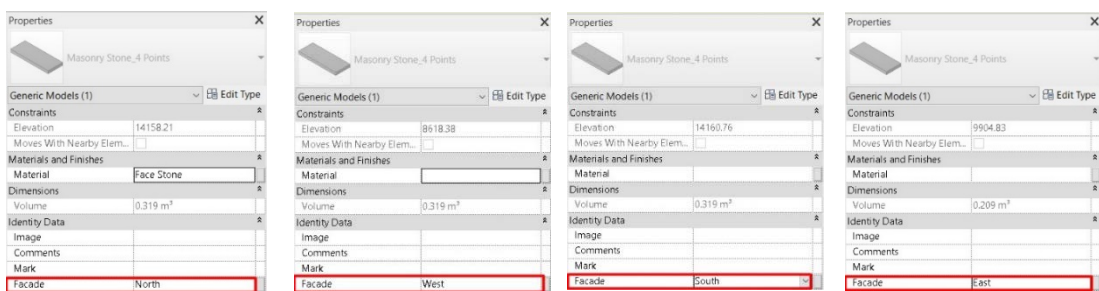 Properties
Masonry Stone_4 Points
Generic Models (1) Edit Type
Constraints
Elevation 14158.21
Moves With Nearby Elem...
Materials and Finishes
Material Face Stone
Dimensions
Volume 0.319 m³
Identity Data
Image
Comments
Mark
Facade North
Properties
Masonry Stone_4 Points
Generic Models (1) Edit Type
Constraints
Elevation 8618.38
Moves With Nearby Elem...
Materials and Finishes
Material
Dimensions
Volume 0.319 m³
Identity Data
Image
Comments
Mark
Facade West
Properties
Masonry Stone_4 Points
Generic Models (1) Edit Type
Constraints
Elevation 14160.76
Moves With Nearby Elem...
Materials and Finishes
Material
Dimensions
Volume 0.319 m³
Identity Data
Image
Comments
Mark
Facade South
Properties
Masonry Stone_4 Points
Generic Models (1) Edit Type
Constraints
Elevation 9904.83
Moves With Nearby Elem...
Materials and Finishes
Material
Dimensions
Volume 0.209 m³
Identity Data
Image
Comments
Mark
Facade East